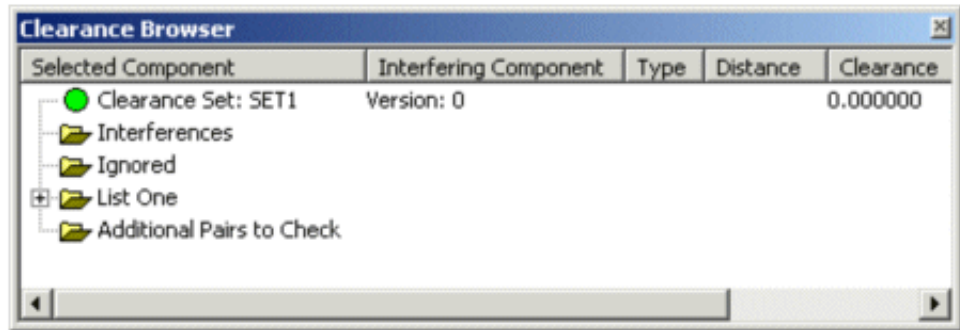 Clearance Browser
Selected Component Interfering Component Type Distance Clearance
Clearance Set: SET1 Version: 0 0.000000
Interferences
Ignored
List One
Additional Pairs to Check